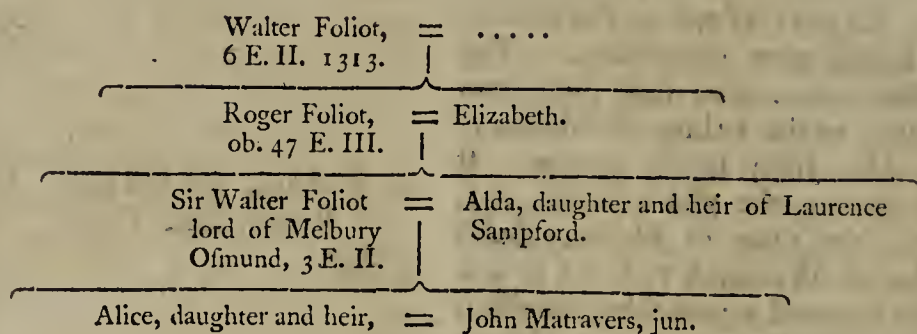 Walter Foliot, = . . . . .
6 E. II. 1313.
Roger Foliot, = Elizabeth.
ob. 47 E. III.
Sir Walter Foliot = Alda, daughter and heir of Laurence
lord of Melbury Sampford.
Oſmund, 3 E. II.
Alice, daughter and heir, = John Matravers, jun.